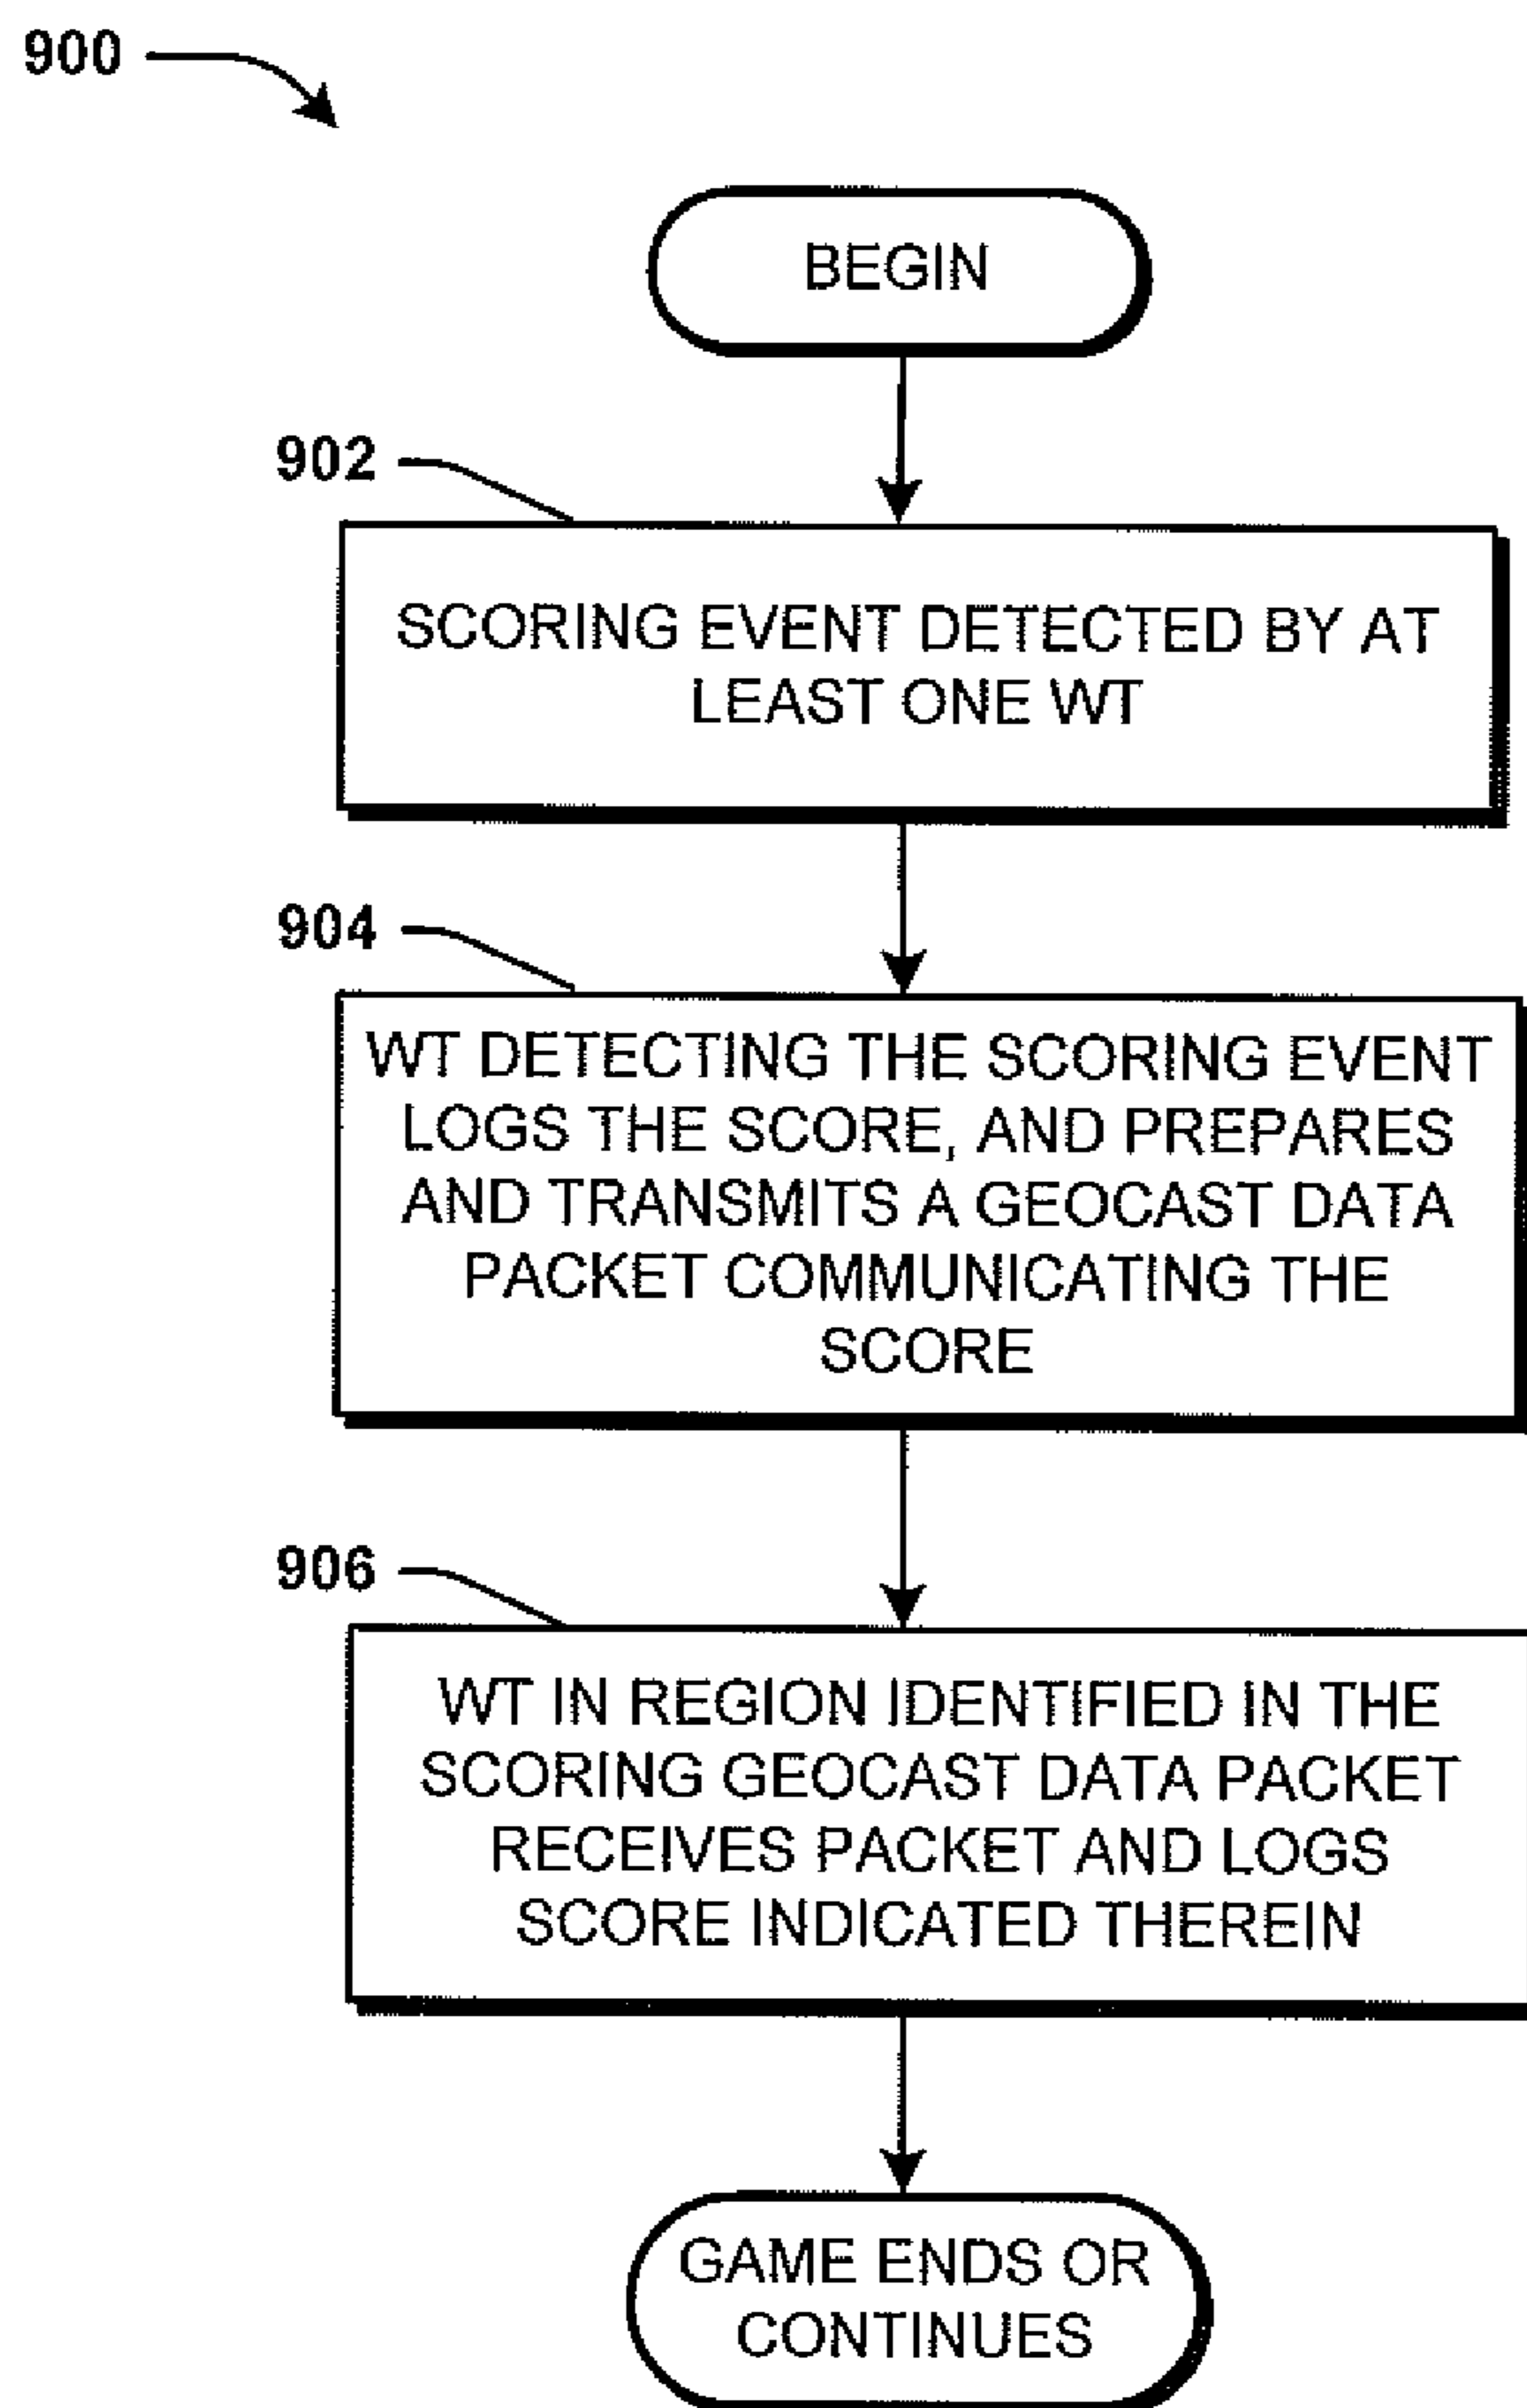 900
BEGIN
902
SCORING EVENT DETECTED BY AT
LEAST ONE WT
904
WT DETECTING THE SCORING EVENT
LOGS THE SCORE, AND PREPARES
AND TRANSMITS A GEOCAST DATA
PACKET COMMUNICATING THE
SCORE
906
WT IN REGION IDENTIFIED IN THE
SCORING GEOCAST DATA PACKET
RECEIVES PACKET AND LOGS
SCORE INDICATED THEREIN
GAME ENDS OR
CONTINUES